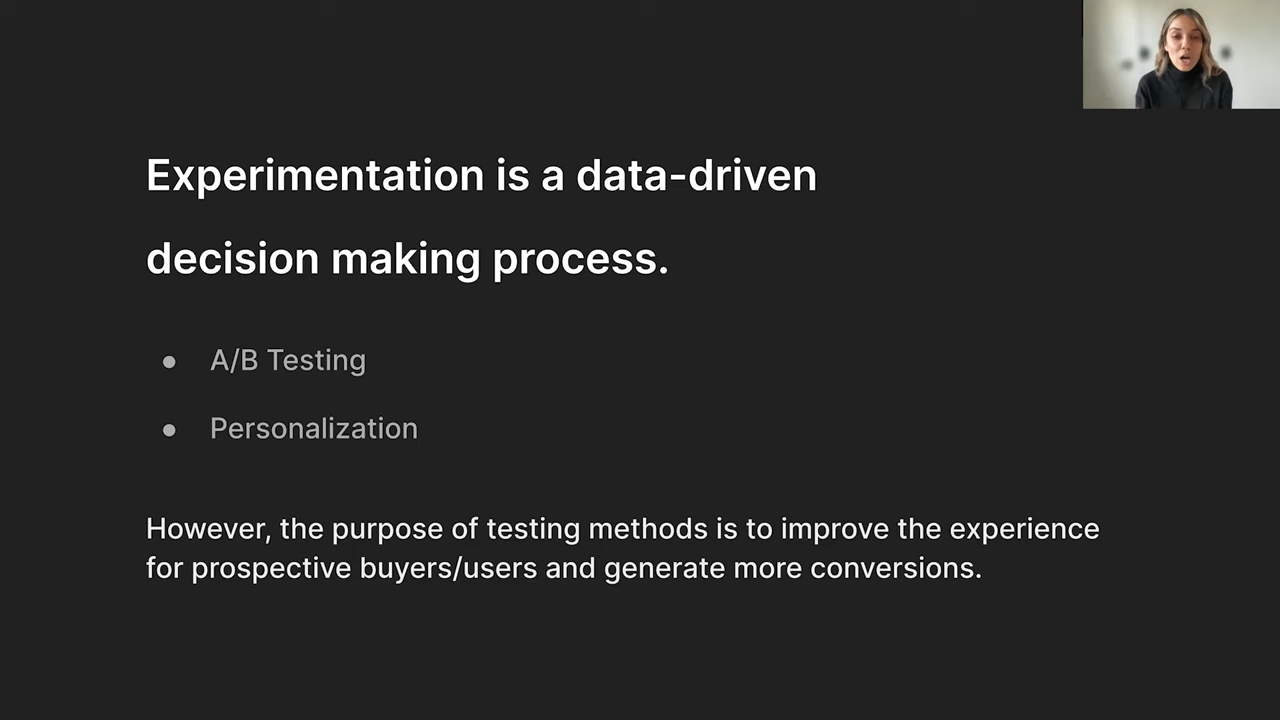 Experimentation is a data-driven
decision making process.
● A/B Testing
● Personalization
However, the purpose of testing methods is to improve the experience
for prospective buyers/users and generate more conversions.